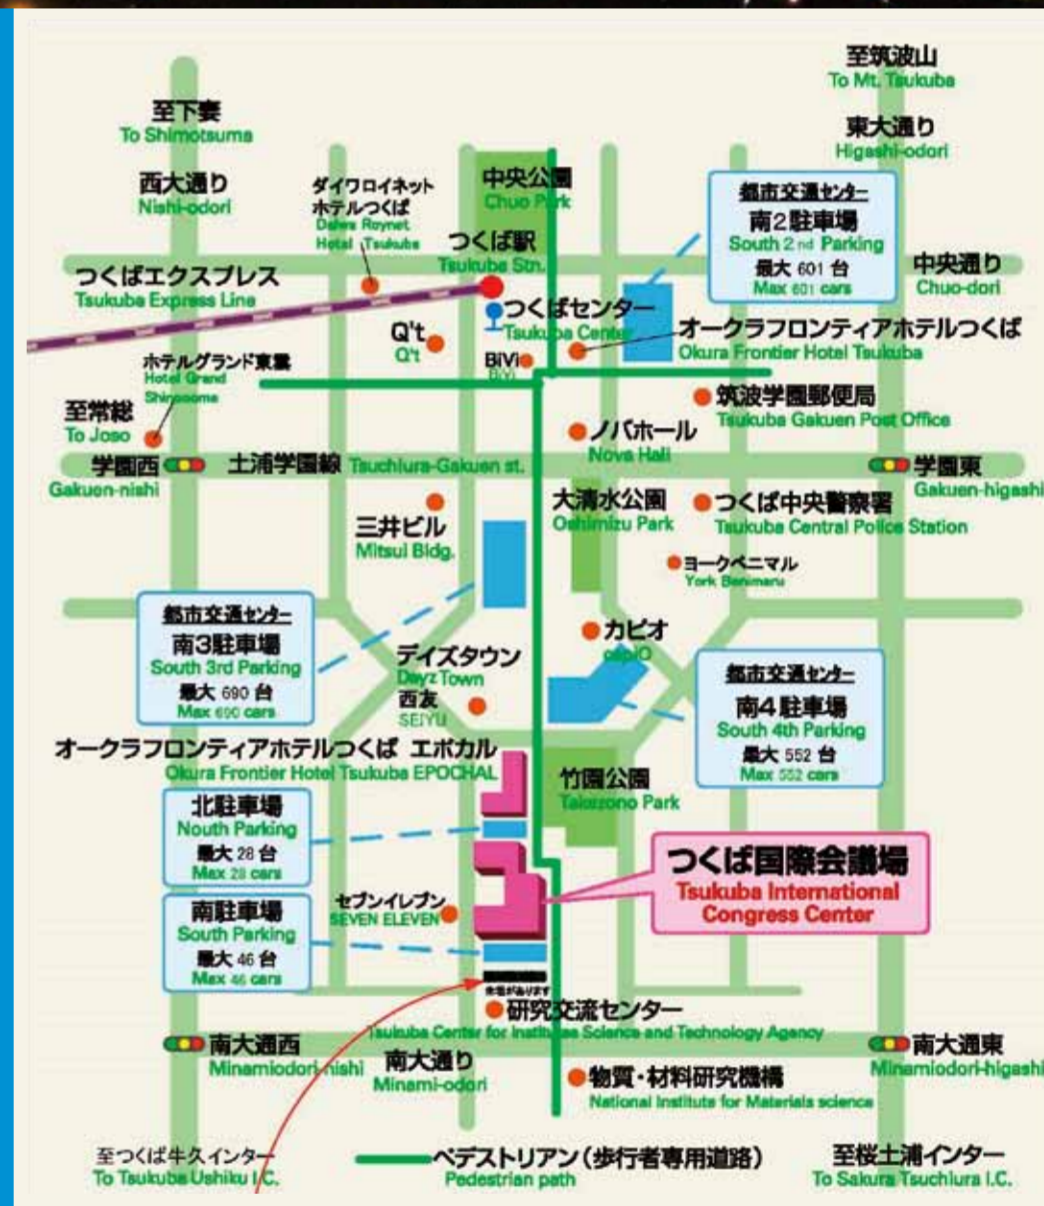 至筑波山
To Mt. Tsukuba
至下妻
To Shimotsuma
東大通り
Higashi-odori
西大通り
Nishi-odori
ダイワロイネット
ホテルつくば
Daiwa Roynet
Hotel Tsukuba
中央公園
Chuo Park
都市交通センター
南2駐車場
South 2nd Parking
最大 601 台
Max 601 cars
つくば駅
Tsukuba Stn.
中央通り
Chuo-dori
つくばエクスプレス
Tsukuba Express Line
つくばセンター
Tsukuba Center
Q't
Q't
オークラフロンティアホテルつくば
Okura Frontier Hotel Tsukuba
BiVi
BiVi
ホテルグランド東雲
Hotel Grand
Shinonome
筑波学園郵便局
Tsukuba Gakuen Post Office
至常総
To Joso
ノバホール
Nova Hall
学園西
Gakuen-nishi
土浦学園線 Tsuchiura-Gakuen st.
学園東
Gakuen-higashi
大清水公園
Oshimizu Park
つくば中央警察署
Tsukuba Central Police Station
三井ビル
Mitsui Bldg.
ヨークベニマル
York Benimaru
都市交通センター
南3駐車場
South 3rd Parking
最大 690 台
Max 690 cars
カピオ
capiO
デイズタウン
Dayz Town
西友
SEIYU
都市交通センター
南4駐車場
South 4th Parking
最大 552 台
Max 552 cars
オークラフロンティアホテルつくば エポカル
Okura Frontier Hotel Tsukuba EPOCHAL
竹園公園
Takezono Park
北駐車場
Nouth Parking
最大 28 台
Max 28 cars
つくば国際会議場
Tsukuba International
Congress Center
セブンイレブン
SEVEN ELEVEN
南駐車場
South Parking
最大 46 台
Max 46 cars
研究交流センター
Tsukuba Center for Institutes Science and Technology Agency
南大通西
Minamiodori-nishi
南大通り
Minami-odori
南大通東
Minamiodori-higashi
物質・材料研究機構
National Institute for Materials science
至つくば牛久インター
To Tsukuba Ushiku I.C.
ペデストリアン(歩行者専用道路)
Pedestrian path
至桜土浦インター
To Sakura Tsuchiura I.C.